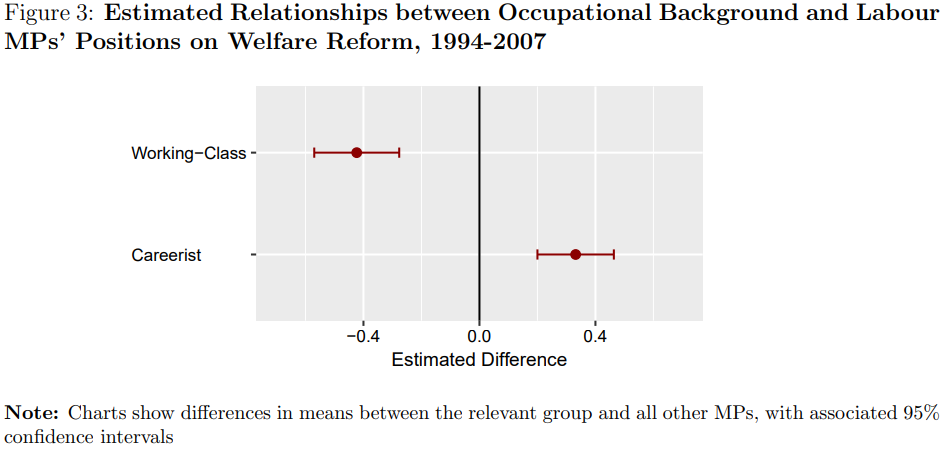 Figure 3: Estimated Relationships between Occupational Background and Labour
MPs’ Positions on Welfare Reform, 1994-2007
Working−Class
Careerist
−0.4
0.0
0.4
Estimated Difference
Note: Charts show differences in means between the relevant group and all other MPs, with associated 95%
confidence intervals